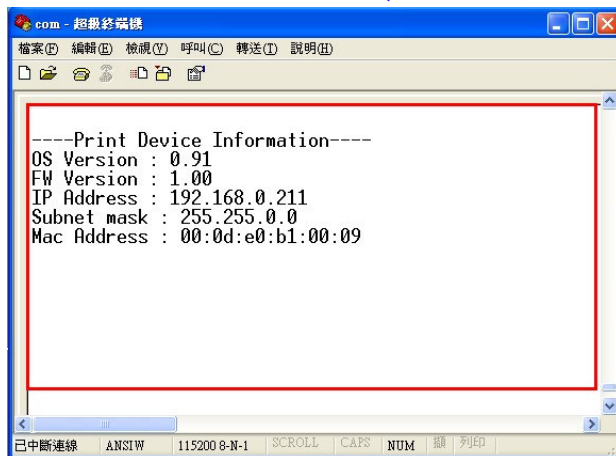 com - 超級終端機
檔案(F) 編輯(E) 檢視(V) 呼叫(C) 轉送(T) 說明(H)
----Print Device Information----
OS Version : 0.91
FW Version : 1.00
IP Address : 192.168.0.211
Subnet mask : 255.255.0.0
Mac Address : 00:0d:e0:b1:00:09
已中斷連線 ANSIW 115200 8-N-1 SCROLL CAPS NUM 擷 列印